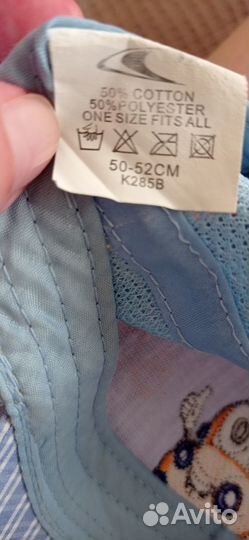 50% COTTON
50% POLYESTER
ONE SIZE FITS ALL
50-52CM
K285B
Avito